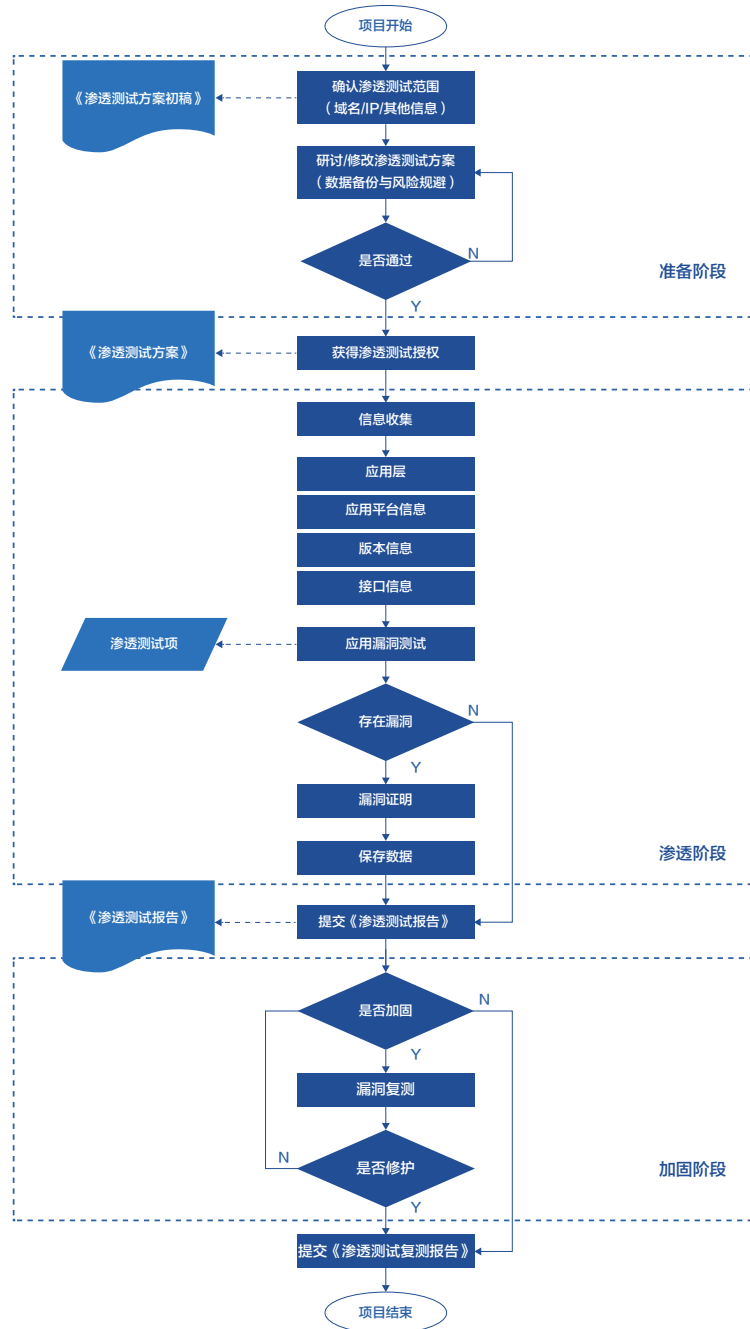 项目开始
《渗透测试方案初稿》
确认渗透测试范围
（域名/IP/其他信息）
研讨/修改渗透测试方案
（数据备份与风险规避）
是否通过
N
准备阶段
Y
《渗透测试方案》
获得渗透测试授权
信息收集
应用层
应用平台信息
版本信息
接口信息
渗透测试项
应用漏洞测试
存在漏洞
N
Y
漏洞证明
保存数据
渗透阶段
《渗透测试报告》
提交《渗透测试报告》
是否加固
N
Y
漏洞复测
N
是否修护
加固阶段
Y
提交《渗透测试复测报告》
项目结束